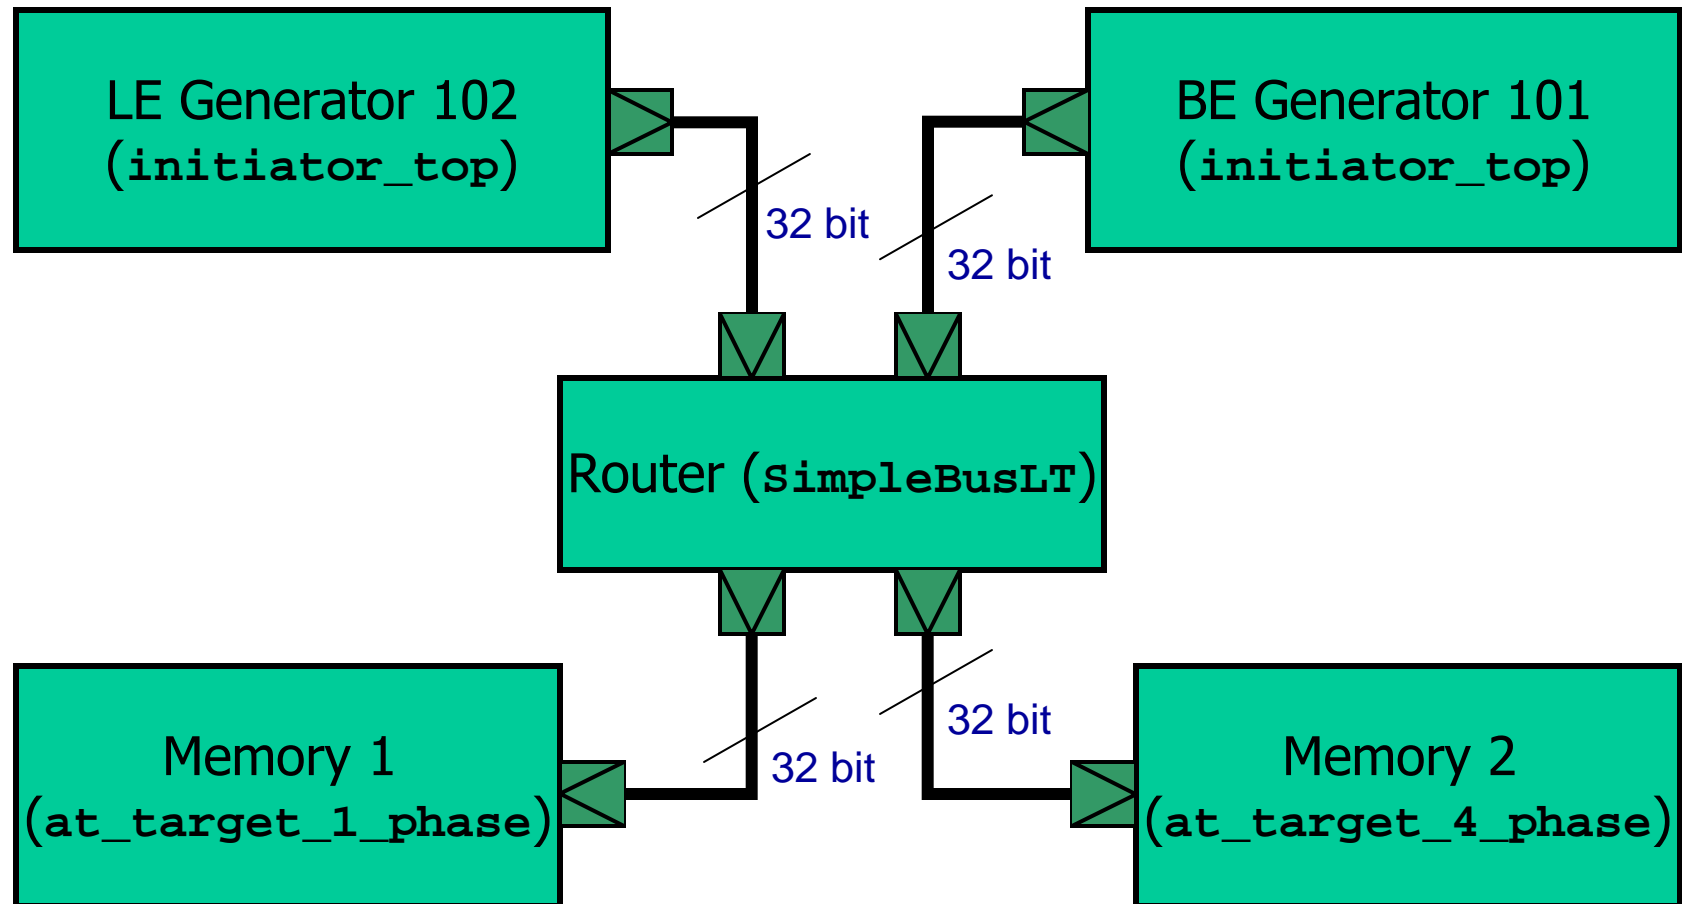 LE Generator 102
(initiator_top)
BE Generator 101
(initiator_top)
32 bit
32 bit
Router (SimpleBusLT)
32 bit
32 bit
Memory 1
(at_target_1_phase)
Memory 2
(at_target_4_phase)